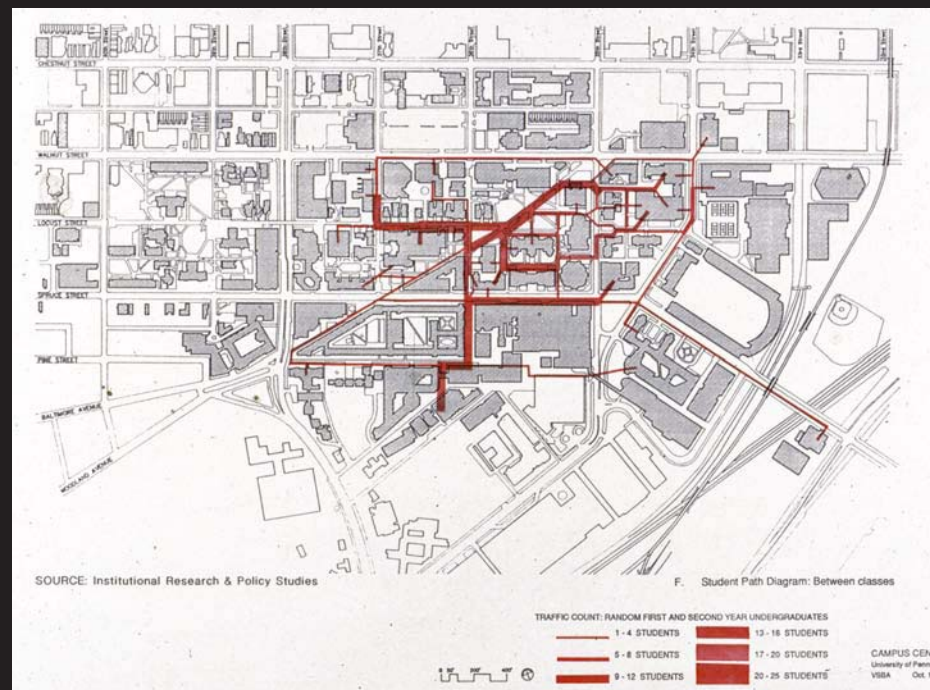 CHESTNUT STREET
WALNUT STREET
LOCUST STREET
SPRUCE STREET
PINE STREET
BALTIMORE AVENUE
WOODLAND AVENUE
SOURCE: Institutional Research & Policy Studies
F. Student Path Diagram: Between classes
TRAFFIC COUNT: RANDOM FIRST AND SECOND YEAR UNDERGRADUATES
1 - 4 STUDENTS
13 - 16 STUDENTS
5 - 8 STUDENTS
17 - 20 STUDENTS
9 - 12 STUDENTS
20 - 25 STUDENTS
CAMPUS CEN
University of Penn
VSBA Oct.